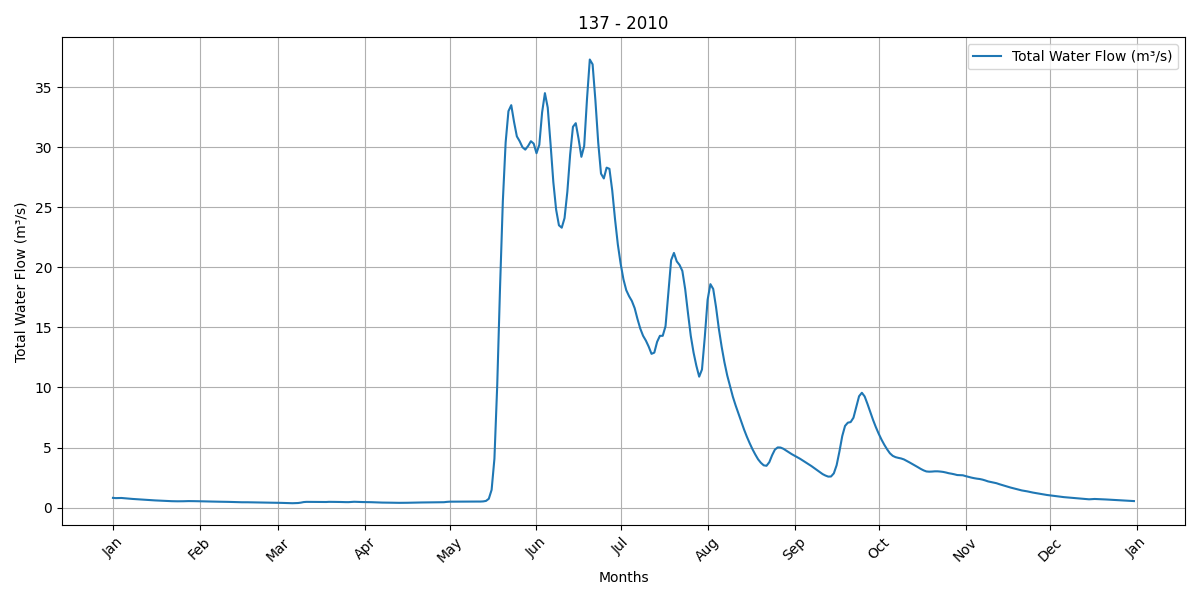 137 - 2010
Total Water Flow (m³/s)
Total Water Flow (m³/s)
35
30
25
20
15
10
5
0
Jan
Feb
Mar
Apr
May
Jun
Jul
Aug
Sep
Oct
Nov
Dec
Jan
Months